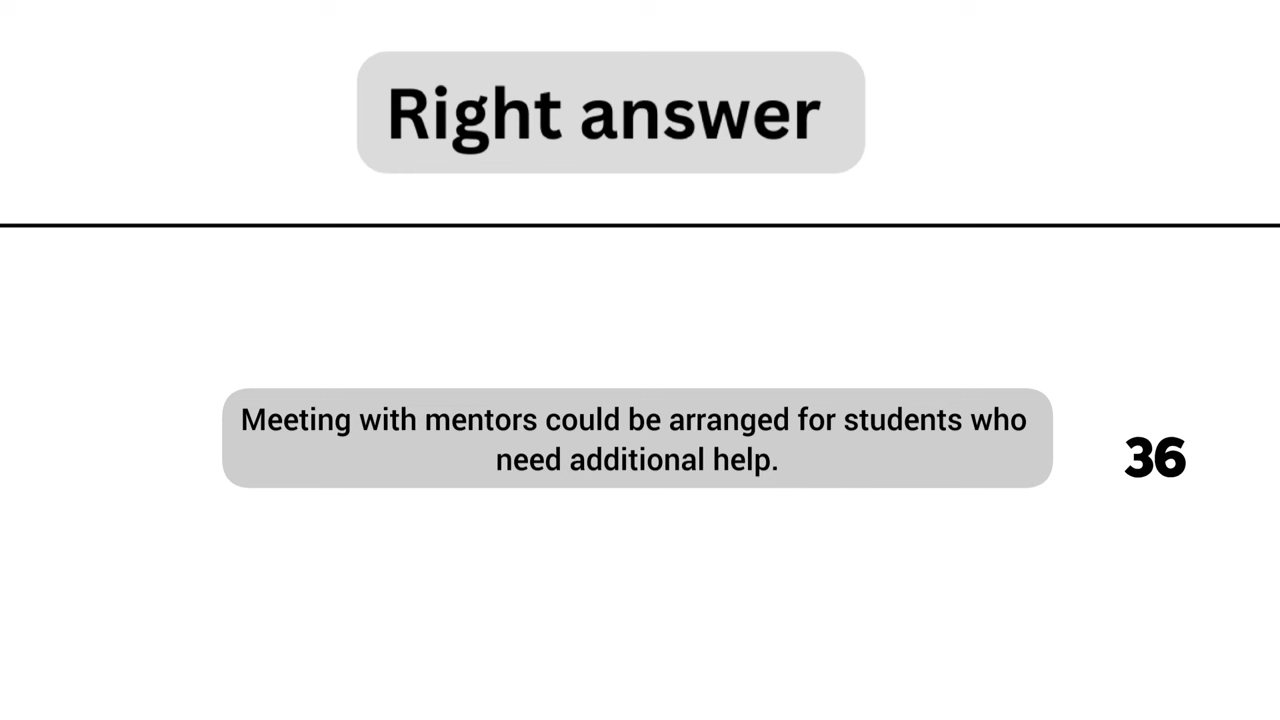 Right answer
Meeting with mentors could be arranged for students who
need additional help.
36